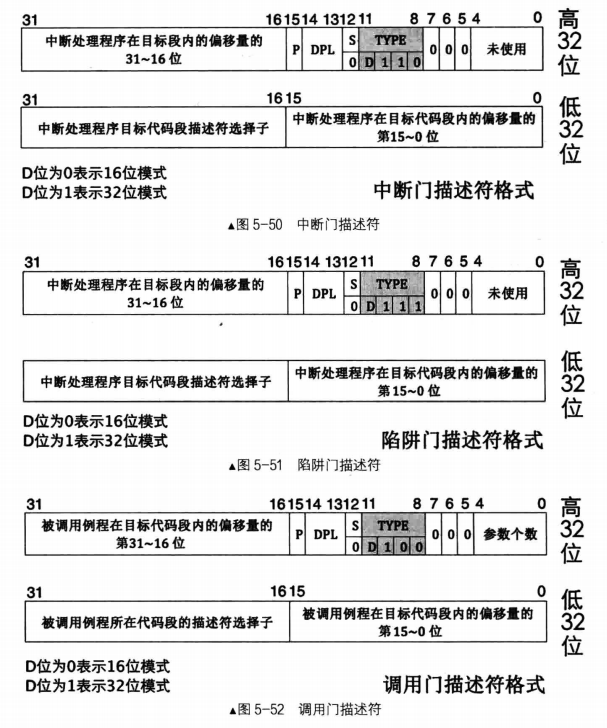 31 16 15 14 13 12 11 8 7 6 5 4 0 高
中断处理程序在目标段内的偏移量的 P DPL S TYPE 0 0 0 未使用 32
31~16 位 0 D 1 1 0 位
31 16 15 0 低
中断处理程序目标代码段描述符选择子 中断处理程序在目标代码段内的偏移量的 32
第15~0 位 位
D位为0表示16位模式
D位为1表示32位模式 中断门描述符格式
▲图 5-50 中断门描述符
31 16 15 14 13 12 11 8 7 6 5 4 0 高
中断处理程序在目标段内的偏移量的 P DPL S TYPE 0 0 0 未使用 32
31~16 位 0 D 1 1 1 位
低
中断处理程序目标代码段描述符选择子 中断处理程序在目标代码段内的偏移量的 32
第15~0 位 位
D位为0表示16位模式
D位为1表示32位模式 陷阱门描述符格式
▲图 5-51 陷阱门描述符
31 16 15 14 13 12 11 8 7 6 5 4 0 高
被调用例程在目标代码段内的偏移量的 P DPL S TYPE 0 0 0 参数个数 32
第31~16 位 0 D 1 0 0 位
31 16 15 0 低
被调用例程所在代码段的描述符选择子 被调用例程在目标代码段内的偏移量的 32
第15~0 位 位
D位为0表示16位模式
D位为1表示32位模式 调用门描述符格式
▲图 5-52 调用门描述符